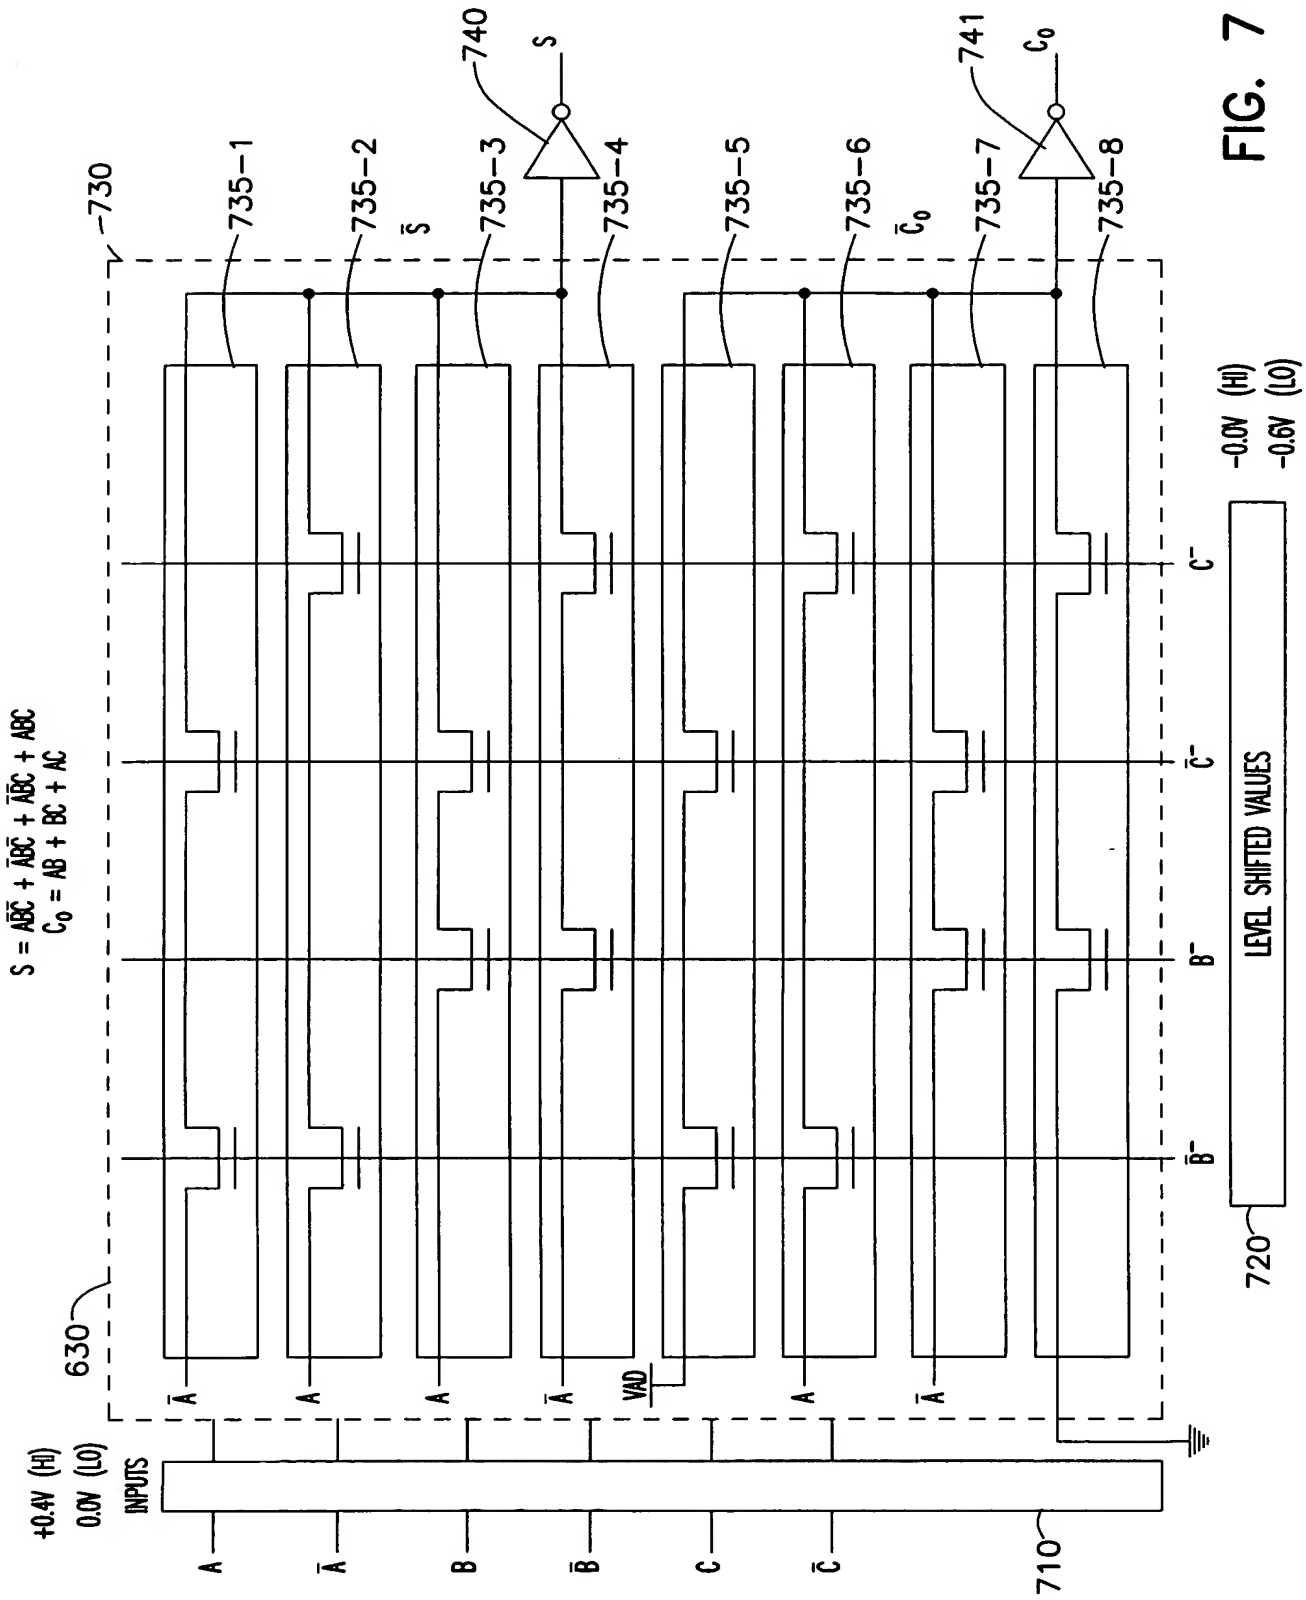 S = AB̅C̅ + A̅BC̅ + A̅B̅C + ABC
C₀ = AB + BC + AC
+0.4V (HI)
0.0V (LO)
INPUTS
630
730
A
A̅
B
B̅
C
C̅
710
A̅
A
A
A̅
VAD
A
A̅
735-1
735-2
S̅
735-3
735-4
735-5
735-6
C̅₀
735-7
735-8
740
S
741
C₀
B̅⁻
B⁻
C̅⁻
C⁻
720
LEVEL SHIFTED VALUES
-0.0V (HI)
-0.6V (LO)
FIG. 7